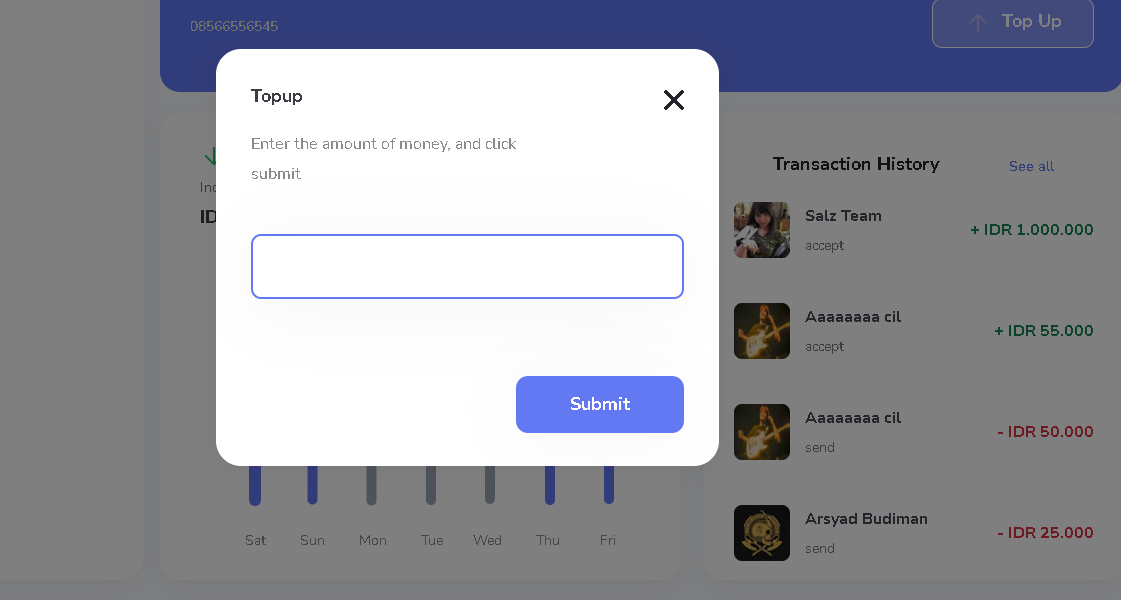 08566556545
Top Up
Topup
Enter the amount of money, and click
submit
Submit
Transaction History
See all
Salz Team
accept
+ IDR 1.000.000
Aaaaaaaa cil
accept
+ IDR 55.000
Aaaaaaaa cil
send
- IDR 50.000
Arsyad Budiman
send
- IDR 25.000
Sat
Sun
Mon
Tue
Wed
Thu
Fri